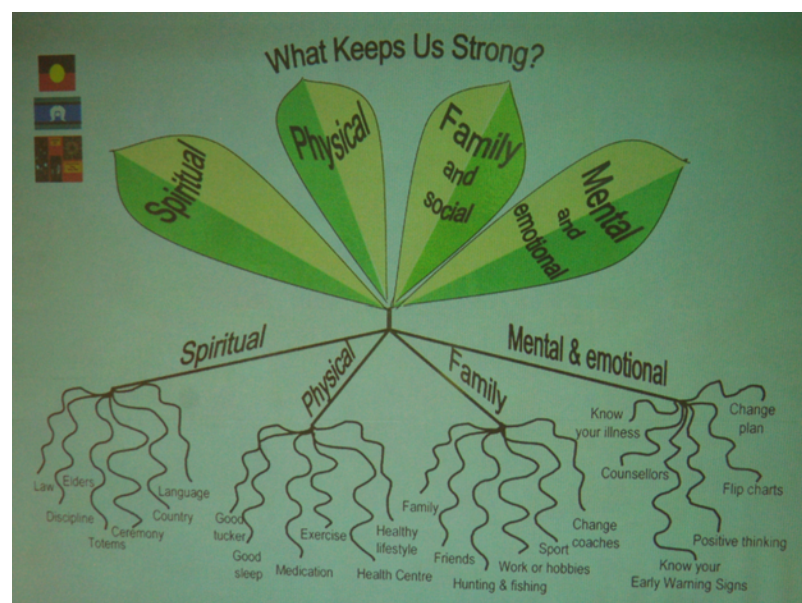 What Keeps Us Strong?
Spiritual
Physical
Family
and
social
Mental
and
emotional
Spiritual
Physical
Family
Mental & emotional
Law
Elders
Discipline
Totems
Ceremony
Country
Language
Good
tucker
Good
sleep
Medication
Exercise
Health Centre
Healthy
lifestyle
Family
Friends
Hunting & fishing
Work or hobbies
Sport
Change
coaches
Know
your illness
Counsellors
Know your
Early Warning Signs
Positive thinking
Flip charts
Change
plan